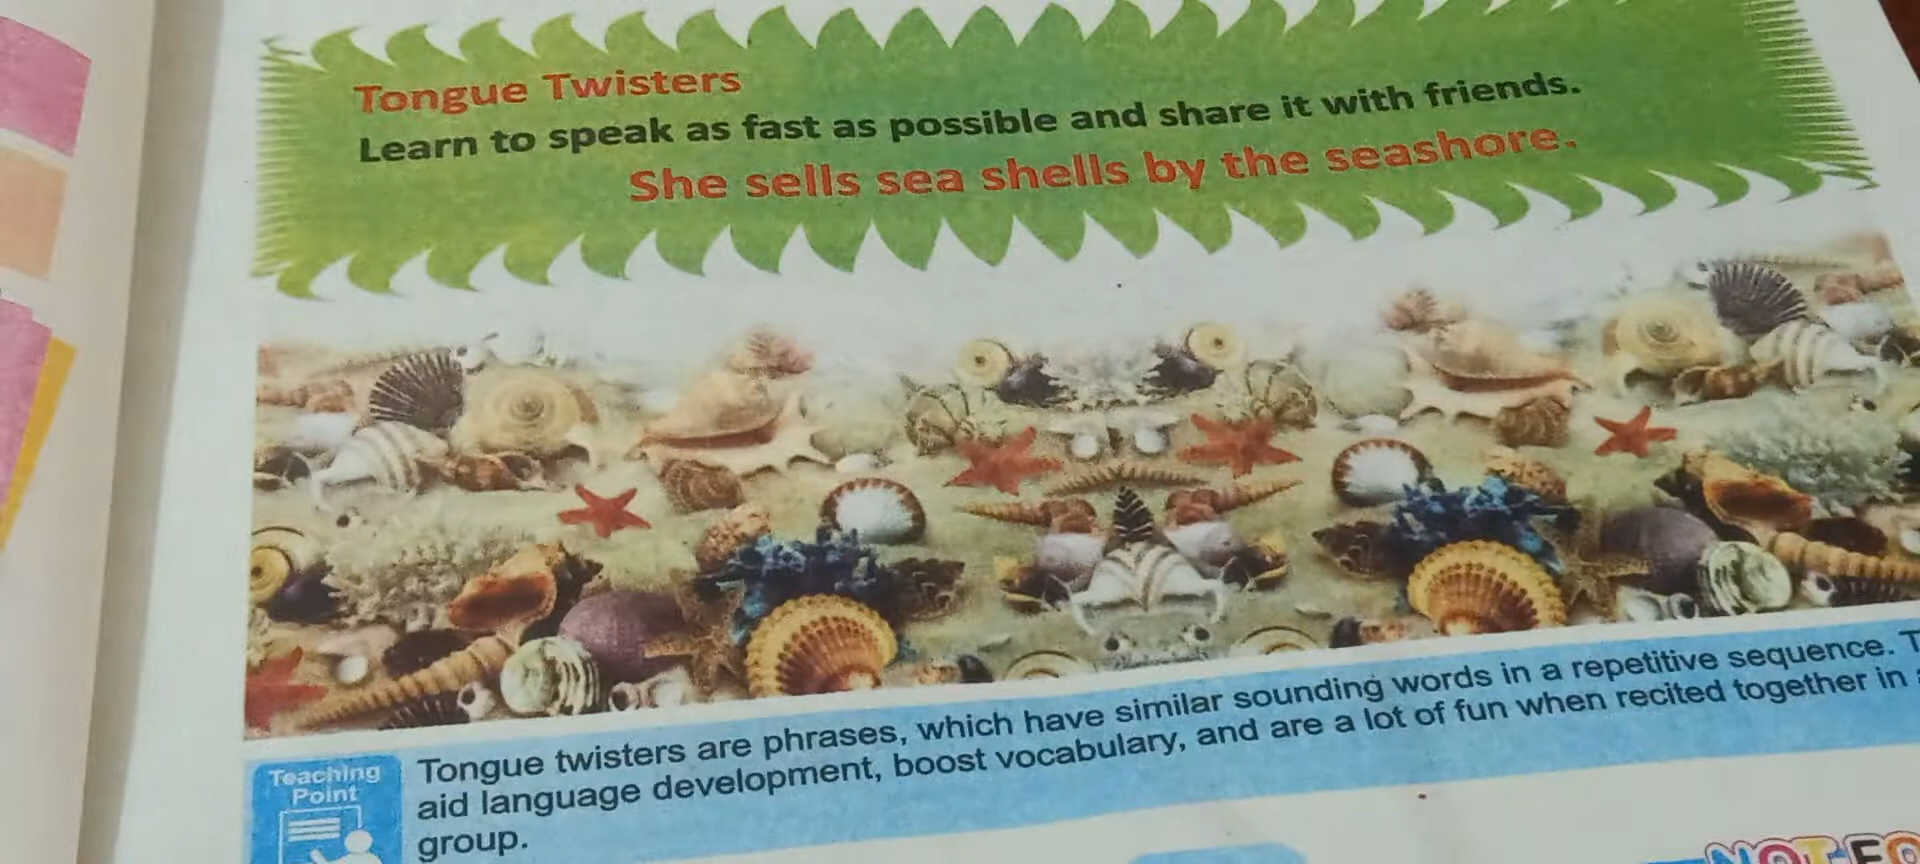 Tongue Twisters
Learn to speak as fast as possible and share it with friends.
She sells sea shells by the seashore.
Teaching
Point
Tongue twisters are phrases, which have similar sounding words in a repetitive sequence.
aid language development, boost vocabulary, and are a lot of fun when recited together in
group.
NOT